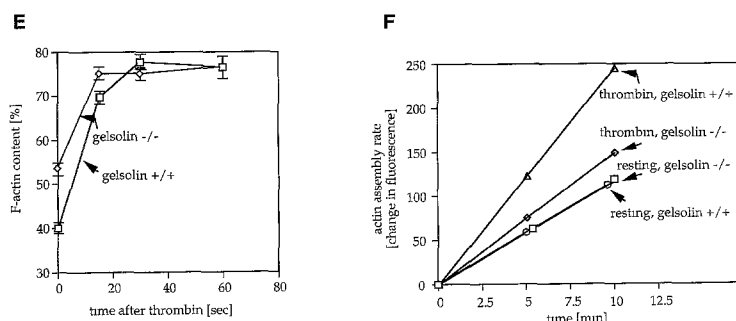 E
80
70
60
50
40
30
0
20
40
60
80
F-actin content [%]
time after thrombin [sec]
gelsolin -/-
gelsolin +/+
F
250
200
150
100
50
0
0
2.5
5
7.5
10
12.5
actin assembly rate
[change in fluorescence]
time [min]
thrombin, gelsolin +/+
thrombin, gelsolin -/-
resting, gelsolin -/-
resting, gelsolin +/+